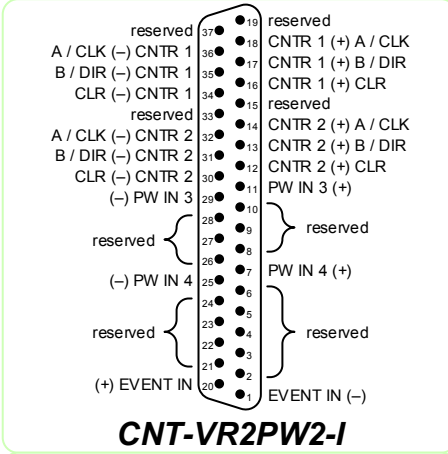 reserved 37 19 reserved
A / CLK (–) CNTR 1 36 18 CNTR 1 (+) A / CLK
B / DIR (–) CNTR 1 35 17 CNTR 1 (+) B / DIR
CLR (–) CNTR 1 34 16 CNTR 1 (+) CLR
reserved 33 15 reserved
A / CLK (–) CNTR 2 32 14 CNTR 2 (+) A / CLK
B / DIR (–) CNTR 2 31 13 CNTR 2 (+) B / DIR
CLR (–) CNTR 2 30 12 CNTR 2 (+) CLR
(–) PW IN 3 29 11 PW IN 3 (+)
28 10
reserved 27 9 reserved
26 8
(–) PW IN 4 25 7 PW IN 4 (+)
24 6
23 5
reserved 22 4 reserved
21 3
2
(+) EVENT IN 20 1 EVENT IN (–)
CNT-VR2PW2-I